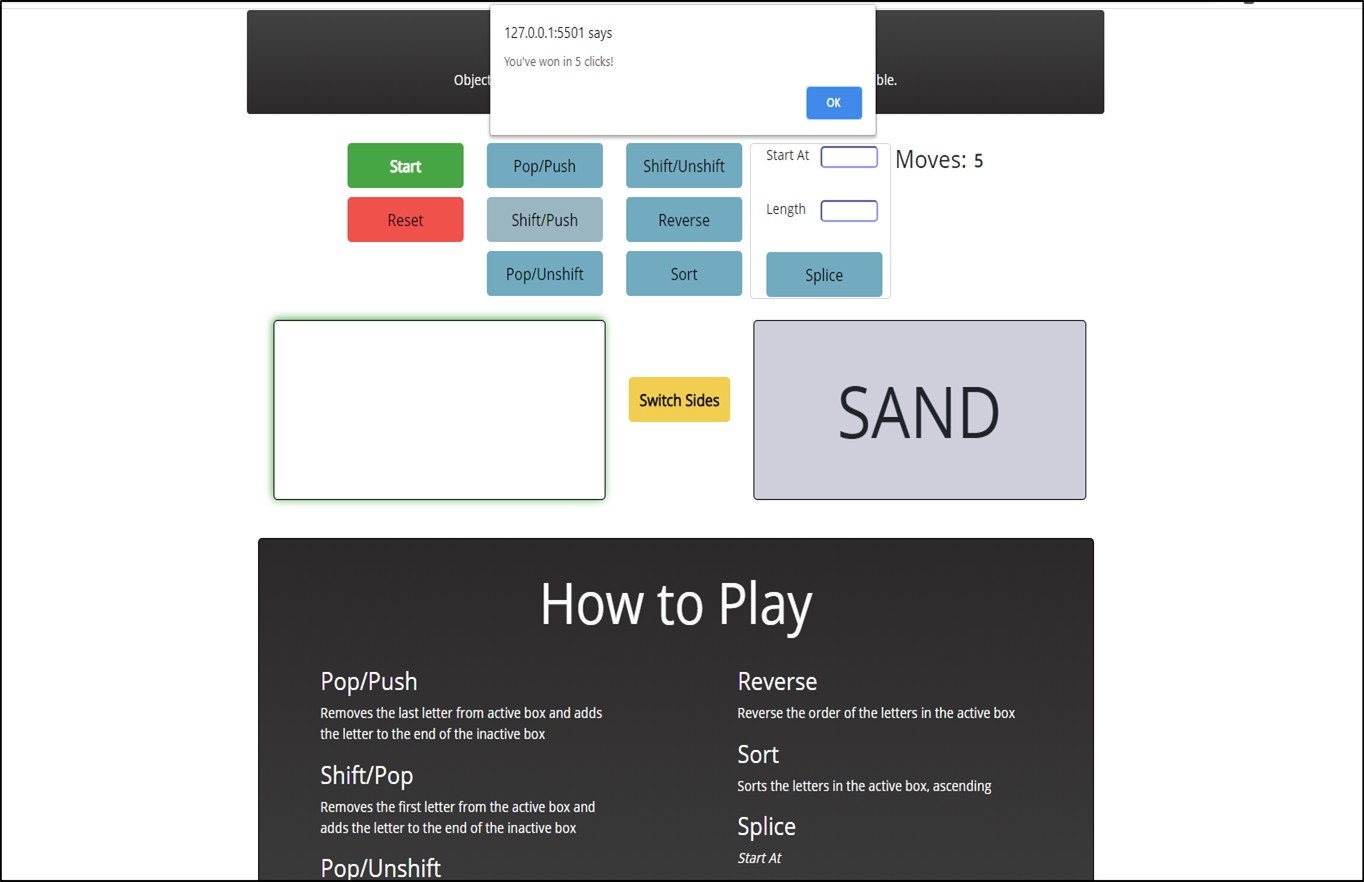 127.0.0.1:5501 says
You've won in 5 clicks!
OK
Object
ble.
Start
Pop/Push
Shift/Unshift
Start At
Moves: 5
Reset
Shift/Push
Reverse
Length
Pop/Unshift
Sort
Splice
Switch Sides
SAND
How to Play
Pop/Push
Removes the last letter from active box and adds
the letter to the end of the inactive box
Shift/Pop
Removes the first letter from the active box and
adds the letter to the end of the inactive box
Pop/Unshift
Reverse
Reverse the order of the letters in the active box
Sort
Sorts the letters in the active box, ascending
Splice
Start At